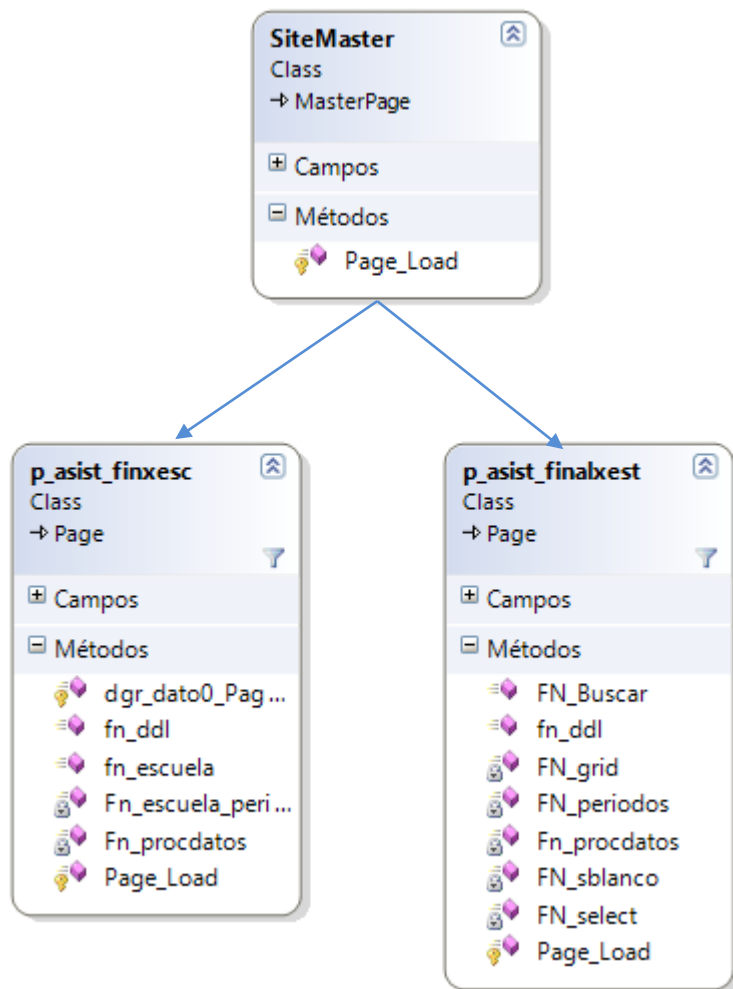 SiteMaster
Class
MasterPage
Campos
Métodos
Page_Load
p_asist_finxesc
Class
Page
Campos
Métodos
dgr_dato0_Pag...
fn_ddl
fn_escuela
Fn_escuela_peri...
Fn_procdatos
Page_Load
p_asist_finalxest
Class
Page
Campos
Métodos
FN_Buscar
fn_ddl
FN_grid
FN_periodos
Fn_procdatos
FN_sblanco
FN_select
Page_Load